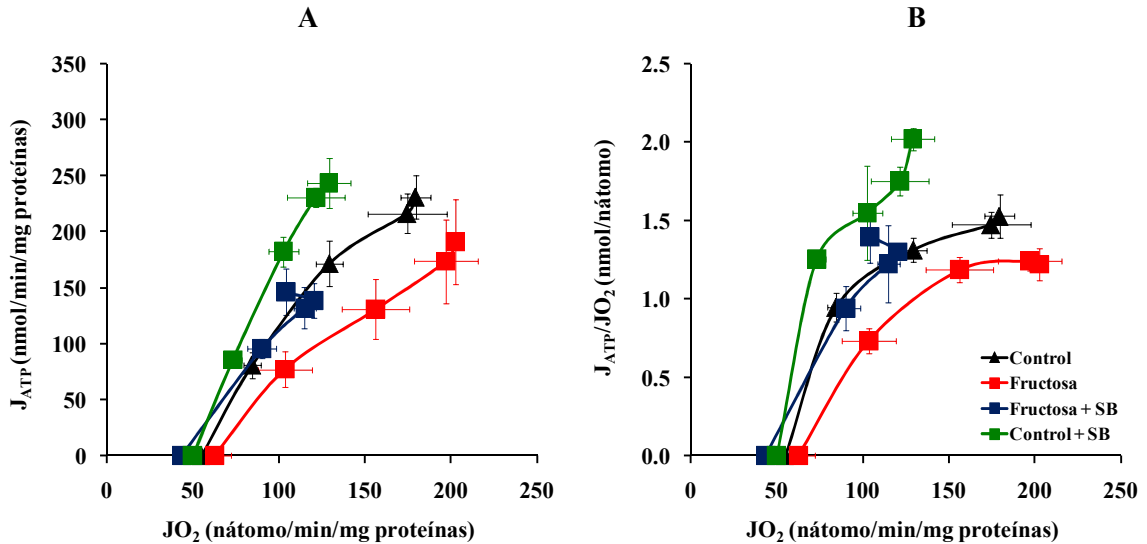 A
J_ATP (nmol/min/mg proteínas)
350
300
250
200
150
100
50
0
0 50 100 150 200 250
JO₂ (nátomo/min/mg proteínas)
B
J_ATP/JO₂ (nmol/nátomo)
2.5
2.0
1.5
1.0
0.5
0.0
Control
Fructosa
Fructosa + SB
Control + SB
0 50 100 150 200 250
JO₂ (nátomo/min/mg proteínas)